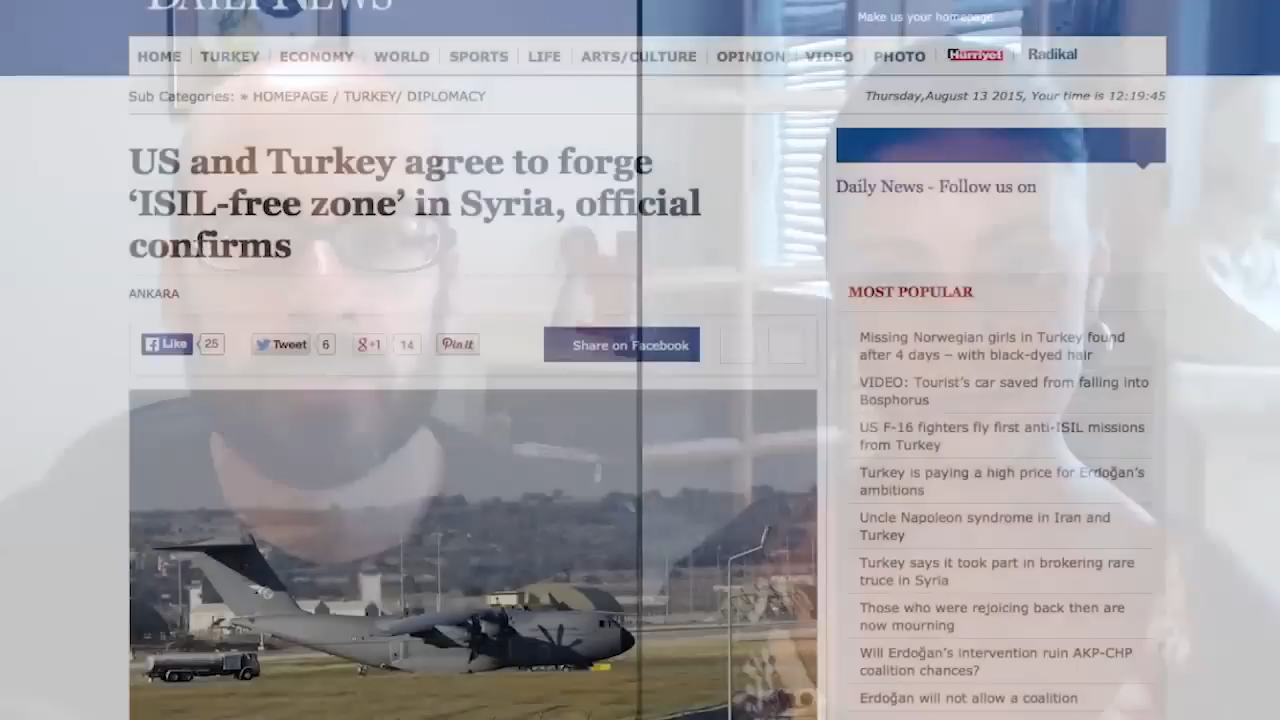 DAILY NEWS
Make us your homepage
HOME TURKEY ECONOMY WORLD SPORTS LIFE ARTS/CULTURE OPINION VIDEO PHOTO Hürriyet Radikal
Sub Categories: » HOMEPAGE / TURKEY/ DIPLOMACY
Thursday,August 13 2015, Your time is 12:19:45
US and Turkey agree to forge
‘ISIL-free zone’ in Syria, official
confirms
ANKARA
Like 25 Tweet 6 g+1 14 Pin it Share on Facebook
Daily News - Follow us on
MOST POPULAR
Missing Norwegian girls in Turkey found
after 4 days – with black-dyed hair
VIDEO: Tourist’s car saved from falling into
Bosphorus
US F-16 fighters fly first anti-ISIL missions
from Turkey
Turkey is paying a high price for Erdoğan’s
ambitions
Uncle Napoleon syndrome in Iran and
Turkey
Turkey says it took part in brokering rare
truce in Syria
Those who were rejoicing back then are
now mourning
Will Erdoğan’s intervention ruin AKP-CHP
coalition chances?
Erdoğan will not allow a coalition